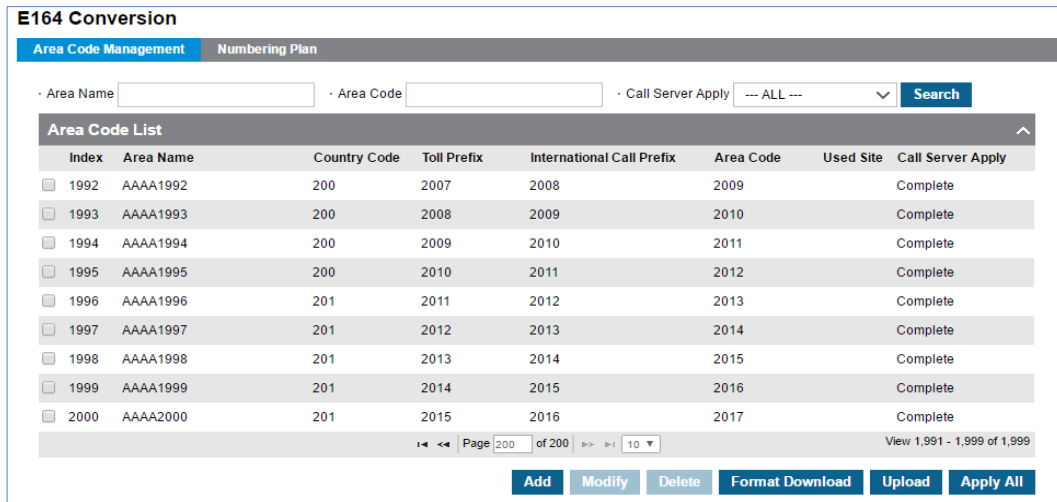 E164 Conversion
Area Code Management Numbering Plan
· Area Name · Area Code · Call Server Apply --- ALL --- Search
Area Code List
Index Area Name Country Code Toll Prefix International Call Prefix Area Code Used Site Call Server Apply
1992 AAAA1992 200 2007 2008 2009 Complete
1993 AAAA1993 200 2008 2009 2010 Complete
1994 AAAA1994 200 2009 2010 2011 Complete
1995 AAAA1995 200 2010 2011 2012 Complete
1996 AAAA1996 201 2011 2012 2013 Complete
1997 AAAA1997 201 2012 2013 2014 Complete
1998 AAAA1998 201 2013 2014 2015 Complete
1999 AAAA1999 201 2014 2015 2016 Complete
2000 AAAA2000 201 2015 2016 2017 Complete
Page 200 of 200 10 View 1,991 - 1,999 of 1,999
Add Modify Delete Format Download Upload Apply All